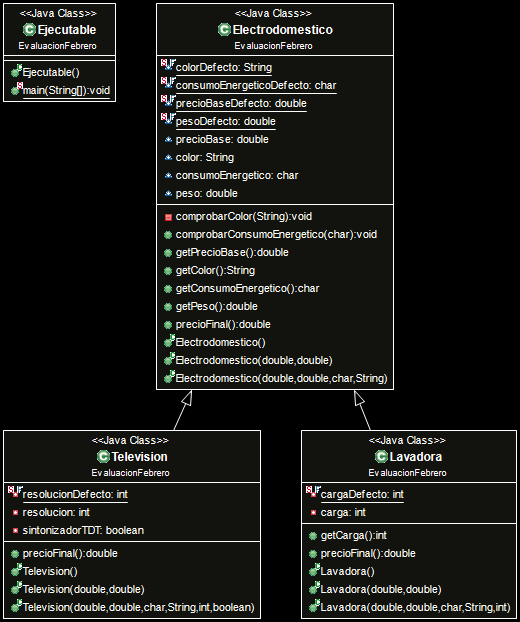 <<Java Class>>
Ejecutable
EvaluacionFebrero
Ejecutable()
main(String[]):void
<<Java Class>>
Electrodomestico
EvaluacionFebrero
colorDefecto: String
consumoEnergeticoDefecto: char
precioBaseDefecto: double
pesoDefecto: double
precioBase: double
color: String
consumoEnergetico: char
peso: double
comprobarColor(String):void
comprobarConsumoEnergetico(char):void
getPrecioBase():double
getColor():String
getConsumoEnergetico():char
getPeso():double
precioFinal():double
Electrodomestico()
Electrodomestico(double,double)
Electrodomestico(double,double,char,String)
<<Java Class>>
Television
EvaluacionFebrero
resolucionDefecto: int
resolucion: int
sintonizadorTDT: boolean
precioFinal():double
Television()
Television(double,double)
Television(double,double,char,String,int,boolean)
<<Java Class>>
Lavadora
EvaluacionFebrero
cargaDefecto: int
carga: int
getCarga():int
precioFinal():double
Lavadora()
Lavadora(double,double)
Lavadora(double,double,char,String,int)